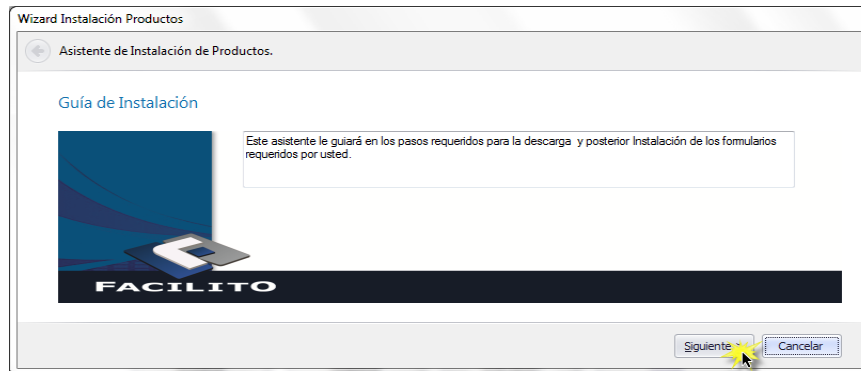 Wizard Instalación Productos
Asistente de Instalación de Productos.
Guía de Instalación
Este asistente le guiará en los pasos requeridos para la descarga y posterior Instalación de los formularios
requeridos por usted.
FACILITO
Siguiente
Cancelar